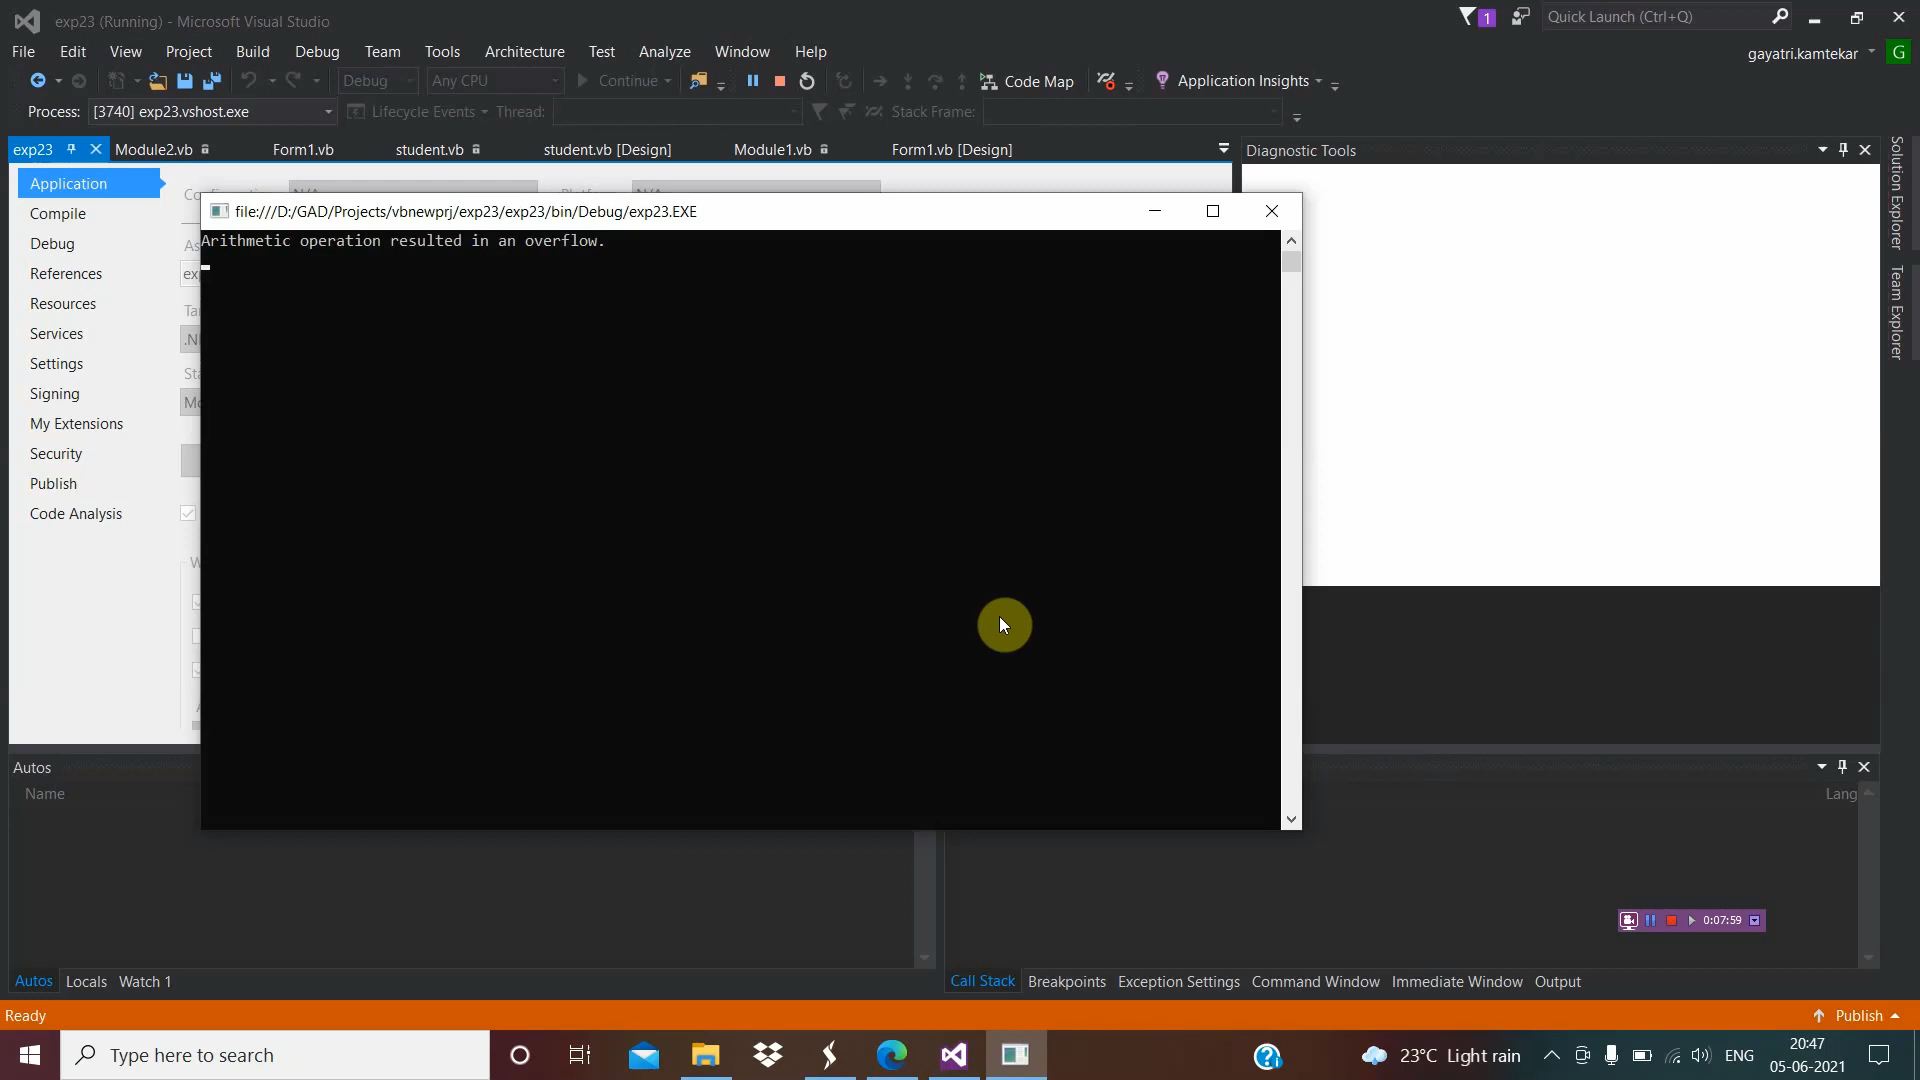 exp23 (Running) - Microsoft Visual Studio
1
Quick Launch (Ctrl+Q)
File Edit View Project Build Debug Team Tools Architecture Test Analyze Window Help
gayatri.kamtekar G
Debug Any CPU Continue Code Map Application Insights
Process: [3740] exp23.vshost.exe Lifecycle Events Thread: Stack Frame:
exp23 Module2.vb Form1.vb student.vb student.vb [Design] Module1.vb Form1.vb [Design]
Diagnostic Tools
Solution Explorer
Team Explorer
Application
Compile
Debug
References
Resources
Services
Settings
Signing
My Extensions
Security
Publish
Code Analysis
file:///D:/GAD/Projects/vbnewprj/exp23/exp23/bin/Debug/exp23.EXE
Arithmetic operation resulted in an overflow.
Autos
Name
Lang
0:07:59
Autos Locals Watch 1
Call Stack Breakpoints Exception Settings Command Window Immediate Window Output
Ready
Publish
Type here to search
23°C Light rain
ENG
20:47
05-06-2021